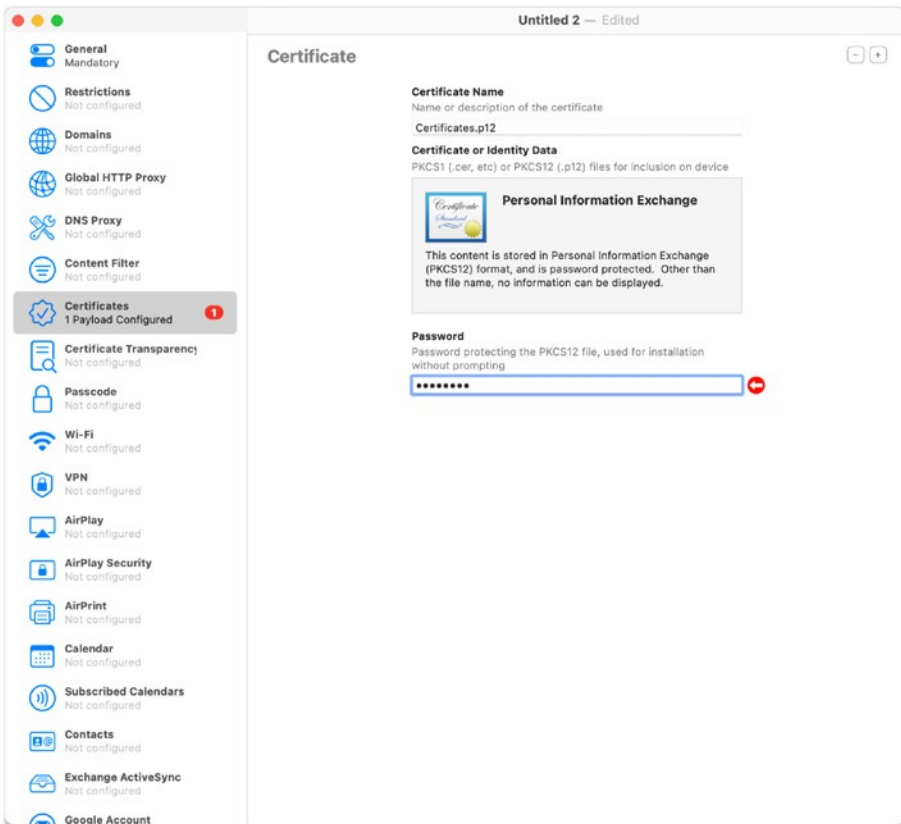 Untitled 2 — Edited
General
Mandatory
Restrictions
Not configured
Domains
Not configured
Global HTTP Proxy
Not configured
DNS Proxy
Not configured
Content Filter
Not configured
Certificates
1 Payload Configured
1
Certificate Transparency
Not configured
Passcode
Not configured
Wi-Fi
Not configured
VPN
Not configured
AirPlay
Not configured
AirPlay Security
Not configured
AirPrint
Not configured
Calendar
Not configured
Subscribed Calendars
Not configured
Contacts
Not configured
Exchange ActiveSync
Not configured
Google Account
Certificate
Certificate Name
Name or description of the certificate
Certificates.p12
Certificate or Identity Data
PKCS1 (.cer, etc) or PKCS12 (.p12) files for inclusion on device
Certificate
Standard
Personal Information Exchange
This content is stored in Personal Information Exchange
(PKCS12) format, and is password protected. Other than
the file name, no information can be displayed.
Password
Password protecting the PKCS12 file, used for installation
without prompting
••••••••